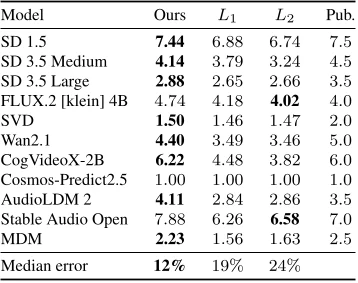 Model Ours L1 L2 Pub.
SD 1.5 7.44 6.88 6.74 7.5
SD 3.5 Medium 4.14 3.79 3.24 4.5
SD 3.5 Large 2.88 2.65 2.66 3.5
FLUX.2 [klein] 4B 4.74 4.18 4.02 4.0
SVD 1.50 1.46 1.47 2.0
Wan2.1 4.40 3.49 3.46 5.0
CogVideoX-2B 6.22 4.48 3.82 6.0
Cosmos-Predict2.5 1.00 1.00 1.00 1.0
AudioLDM 2 4.11 2.84 2.86 3.5
Stable Audio Open 7.88 6.26 6.58 7.0
MDM 2.23 1.56 1.63 2.5
Median error 12% 19% 24%